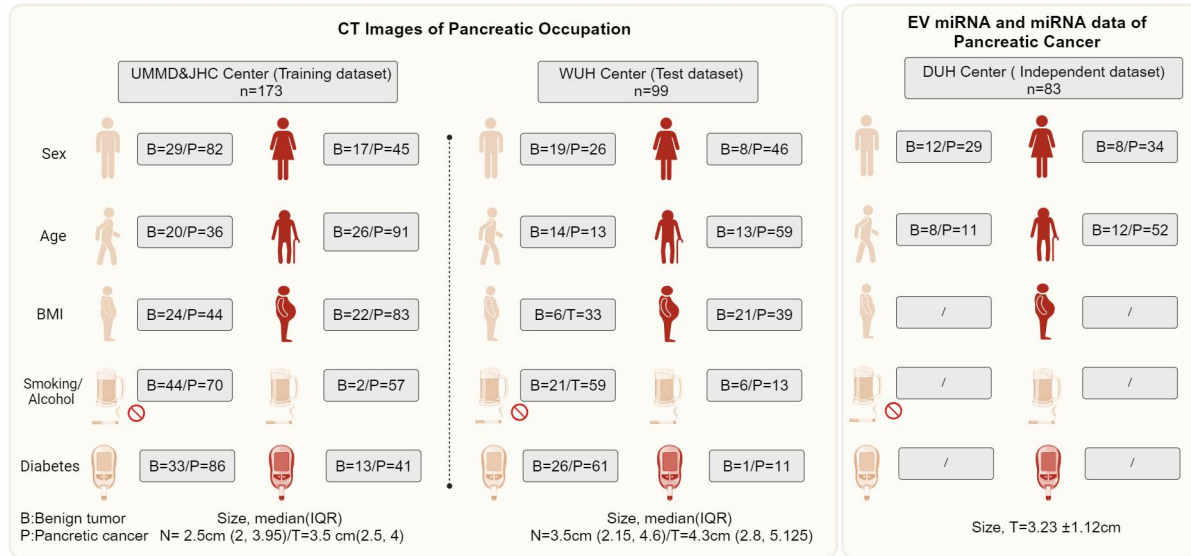 CT Images of Pancreatic Occupation
UMMD&JHC Center (Training dataset)
n=173
WUH Center (Test dataset)
n=99
EV miRNA and miRNA data of
Pancreatic Cancer
DUH Center ( Independent dataset)
n=83
Sex
B=29/P=82
B=17/P=45
B=19/P=26
B=8/P=46
B=12/P=29
B=8/P=34
Age
B=20/P=36
B=26/P=91
B=14/P=13
B=13/P=59
B=8/P=11
B=12/P=52
BMI
B=24/P=44
B=22/P=83
B=6/T=33
B=21/P=39
/
/
Smoking/
Alcohol
B=44/P=70
B=2/P=57
B=21/T=59
B=6/P=13
/
/
Diabetes
B=33/P=86
B=13/P=41
B=26/P=61
B=1/P=11
/
/
B:Benign tumor
P:Pancretic cancer
Size, median(IQR)
N= 2.5cm (2, 3.95)/T=3.5 cm(2.5, 4)
Size, median(IQR)
N=3.5cm (2.15, 4.6)/T=4.3cm (2.8, 5.125)
Size, T=3.23 ±1.12cm